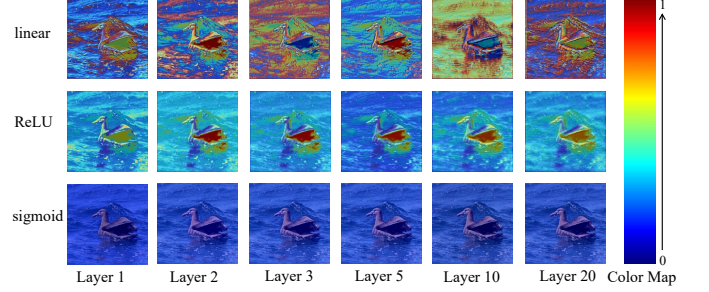 1
linear
ReLU
sigmoid
0
Layer 1 Layer 2 Layer 3 Layer 5 Layer 10 Layer 20 Color Map